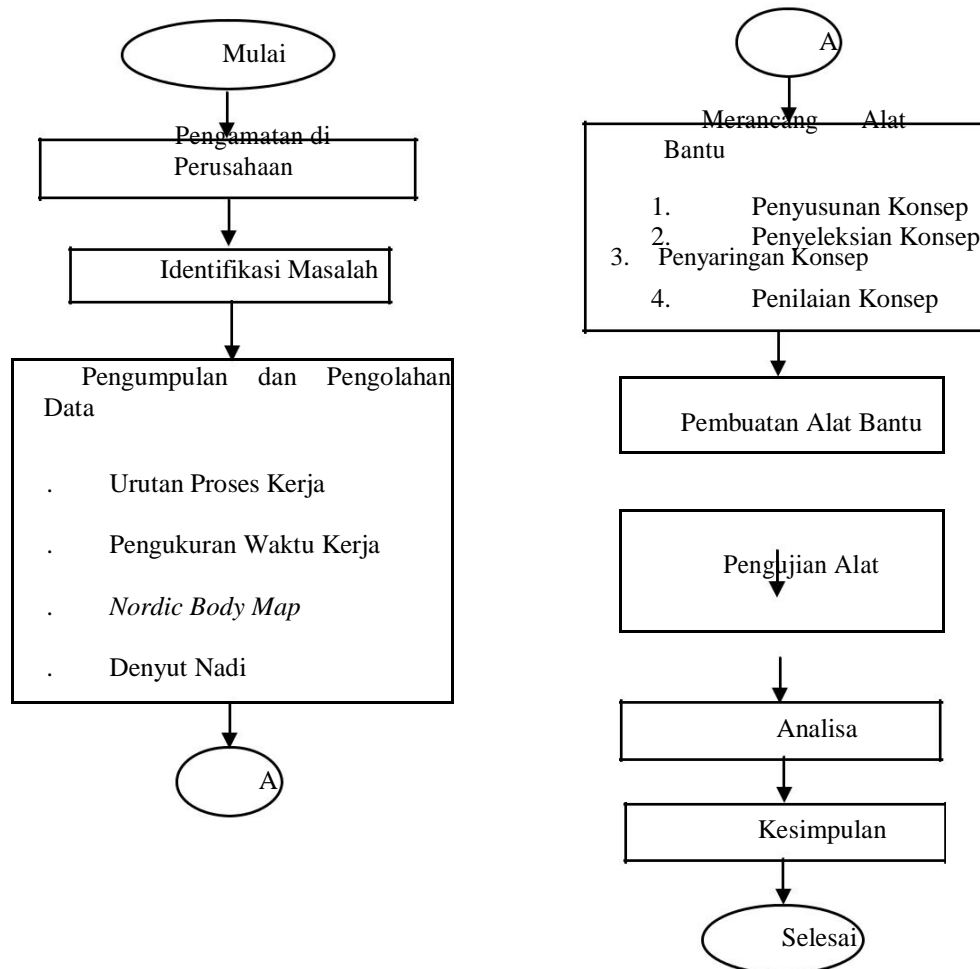 Mulai
Pengamatan di
Perusahaan
Identifikasi Masalah
Pengumpulan dan Pengolahan
Data
. Urutan Proses Kerja
. Pengukuran Waktu Kerja
. Nordic Body Map
. Denyut Nadi
A
A
Merancang Alat
Bantu
1. Penyusunan Konsep
2. Penyeleksian Konsep
3. Penyaringan Konsep
4. Penilaian Konsep
Pembuatan Alat Bantu
Pengujian Alat
Analisa
Kesimpulan
Selesai